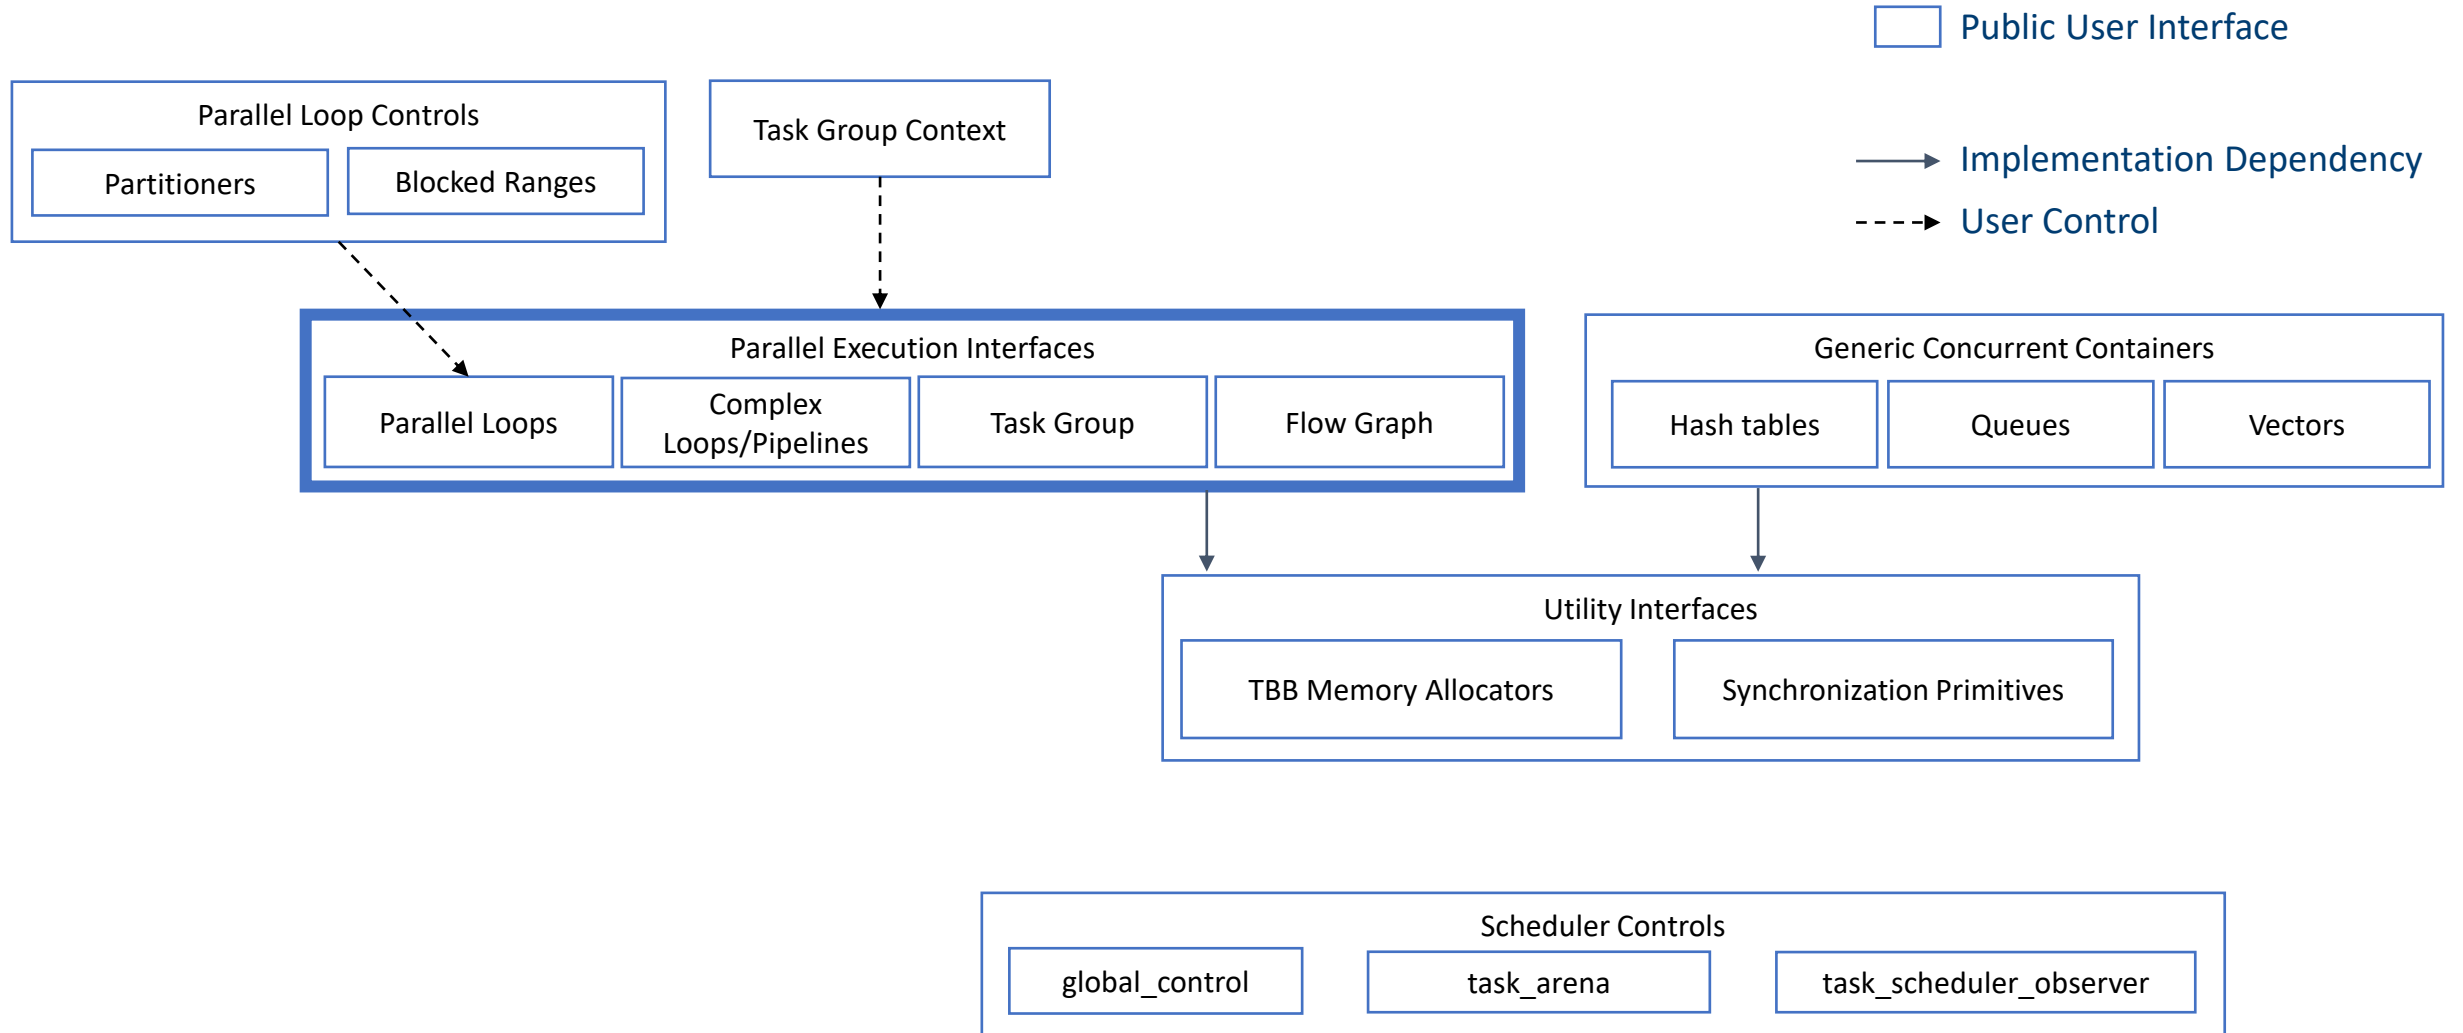 Public User Interface
Implementation Dependency
User Control
Parallel Loop Controls
Partitioners
Blocked Ranges
Task Group Context
Parallel Execution Interfaces
Parallel Loops
Complex
Loops/Pipelines
Task Group
Flow Graph
Generic Concurrent Containers
Hash tables
Queues
Vectors
Utility Interfaces
TBB Memory Allocators
Synchronization Primitives
Scheduler Controls
global_control
task_arena
task_scheduler_observer